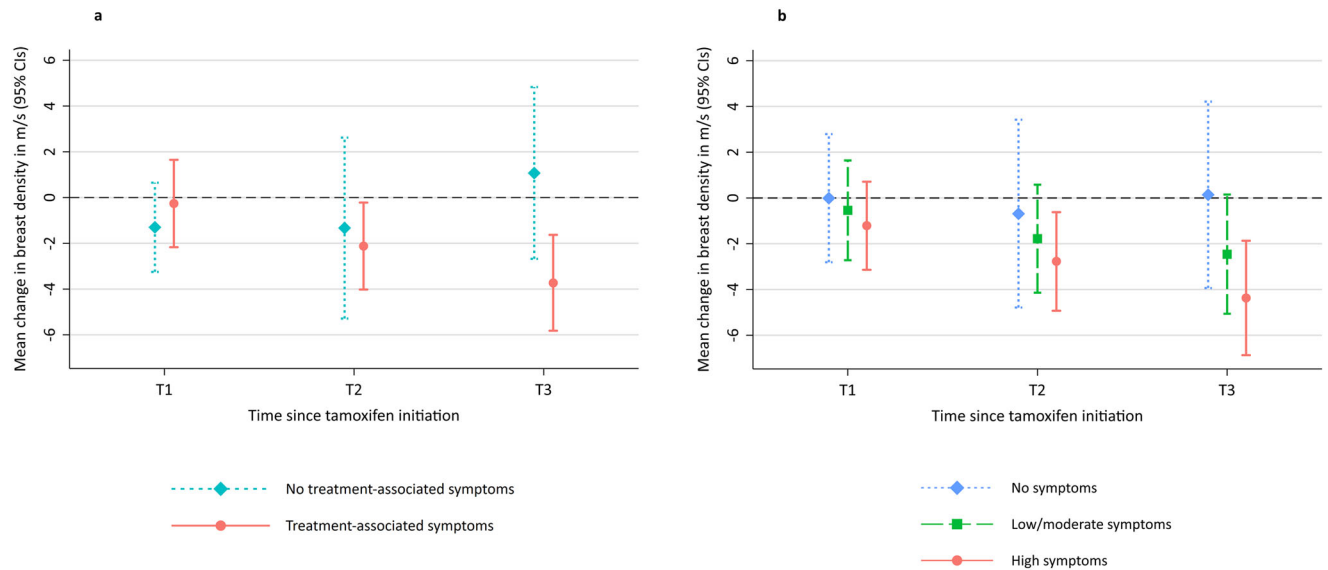 a
Mean change in breast density in m/s (95% CIs)
6
4
2
0
-2
-4
-6
T1 T2 T3
Time since tamoxifen initiation
No treatment-associated symptoms
Treatment-associated symptoms
b
Mean change in breast density in m/s (95% CIs)
6
4
2
0
-2
-4
-6
T1 T2 T3
Time since tamoxifen initiation
No symptoms
Low/moderate symptoms
High symptoms